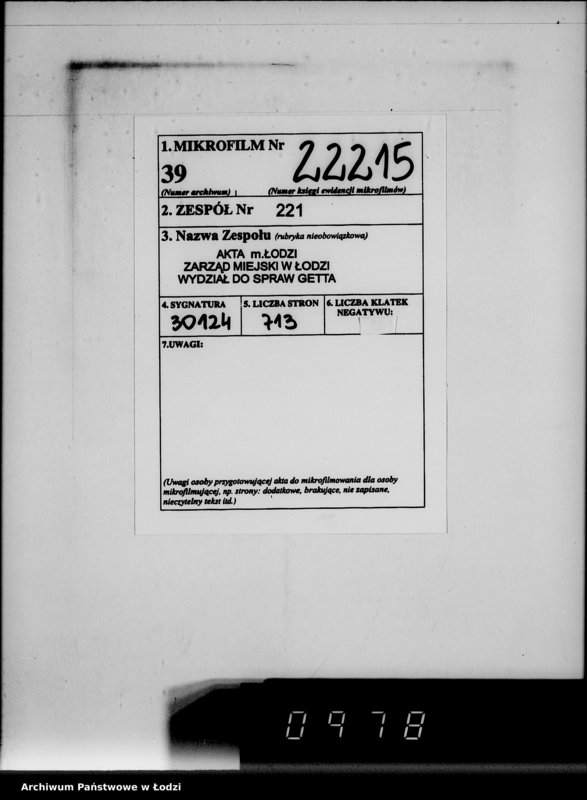 1. MIKROFILM Nr 22215
39
(Numer archiwum) (Numer księgi ewidencji mikrofilmów)
2. ZESPÓŁ Nr 221
3. Nazwa Zespołu (rubryka nieobowiązkowa)
AKTA m.ŁODZI
ZARZĄD MIEJSKI W ŁODZI
WYDZIAŁ DO SPRAW GETTA
4. SYGNATURA 5. LICZBA STRON 6. LICZBA KLATEK
NEGATYWU:
30124 713
7.UWAGI:
(Uwagi osoby przygotowującej akta do mikrofilmowania dla osoby
mikrofilmującej, np. strony: dodatkowe, brakujące, nie zapisane,
nieczytelny tekst itd.)
0978
Archiwum Państwowe w Łodzi